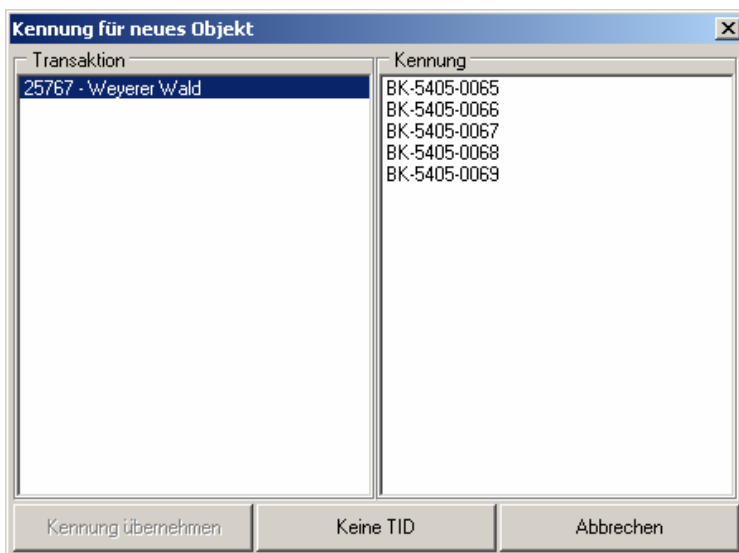 Kennung für neues Objekt
Transaktion
25767 - Weyerer Wald
Kennung
BK-5405-0065
BK-5405-0066
BK-5405-0067
BK-5405-0068
BK-5405-0069
Kennung übernehmen
Keine TID
Abbrechen